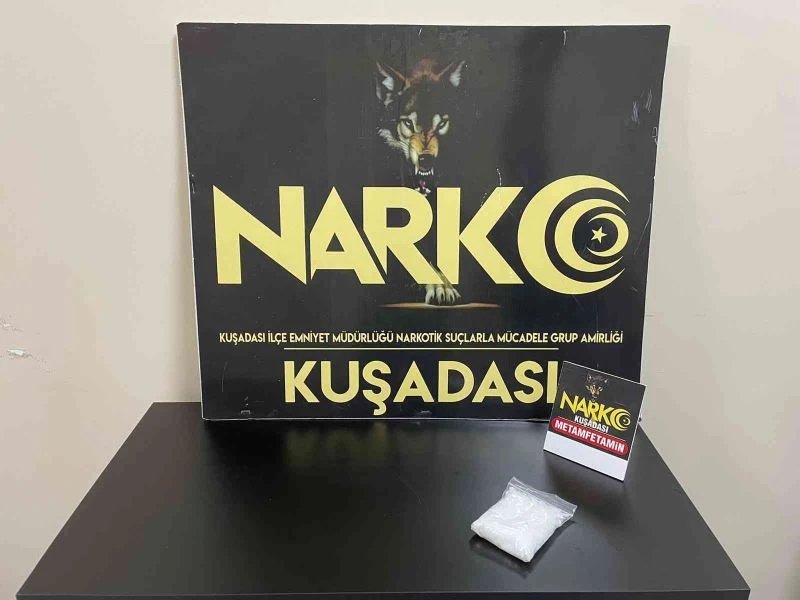 NARKO
KUŞADASI İLÇE EMNİYET MÜDÜRLÜĞÜ NARKOTİK SUÇLARLA MÜCADELE GRUP AMİRLİĞİ
KUŞADASI
NARKO
KUŞADASI
METAMFETAMİN